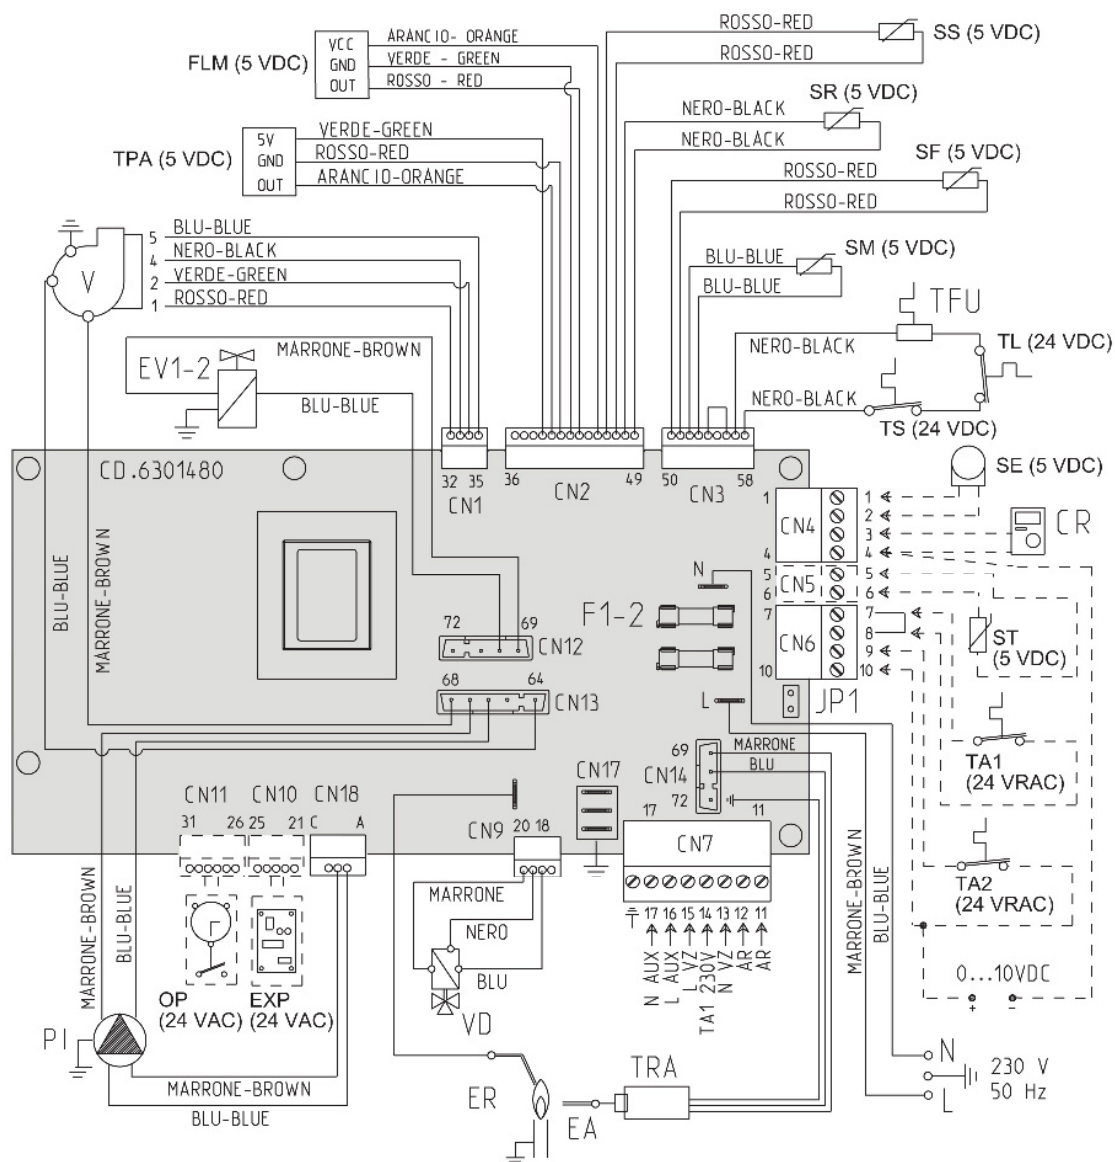 ROSSO-RED
SS (5 VDC)
ROSSO-RED
FLM (5 VDC)
VCC
GND
OUT
ARANCIO- ORANGE
VERDE - GREEN
ROSSO - RED
SR (5 VDC)
NERO-BLACK
NERO-BLACK
TPA (5 VDC)
5V
GND
OUT
VERDE-GREEN
ROSSO-RED
ARANCIO-ORANGE
SF (5 VDC)
ROSSO-RED
ROSSO-RED
V
5
4
2
1
BLU-BLUE
NERO-BLACK
VERDE-GREEN
ROSSO-RED
SM (5 VDC)
BLU-BLUE
BLU-BLUE
TFU
NERO-BLACK
TL (24 VDC)
NERO-BLACK
TS (24 VDC)
MARRONE-BROWN
EV1-2
BLU-BLUE
CD.6301480
32 35
CN1
36 49
CN2
50 58
CN3
SE (5 VDC)
1 CN4 1
2
3
4 4
CR
5 CN5 5
6 6
7 CN6 7
8
9
10 10
ST
(5 VDC)
BLU-BLUE
MARRONE-BROWN
N
F1-2
L
72 69
CN12
68 64
CN13
JP1
TA1
(24 VRAC)
TA2
(24 VRAC)
69
CN14
72
MARRONE
BLU
CN17
CN11
31 26
CN10
25 21
CN18
C A
CN9
20 18
17 11
CN7
17 16 15 14 13 12 11
N AUX
L AUX
L VZ
TA1 230V
N VZ
AR
AR
MARRONE-BROWN
BLU-BLUE
0...10VDC
+ -
MARRONE-BROWN
BLU-BLUE
OP
(24 VAC)
EXP
(24 VAC)
MARRONE
NERO
BLU
VD
PI
MARRONE-BROWN
BLU-BLUE
ER
EA
TRA
N
L
230 V
50 Hz